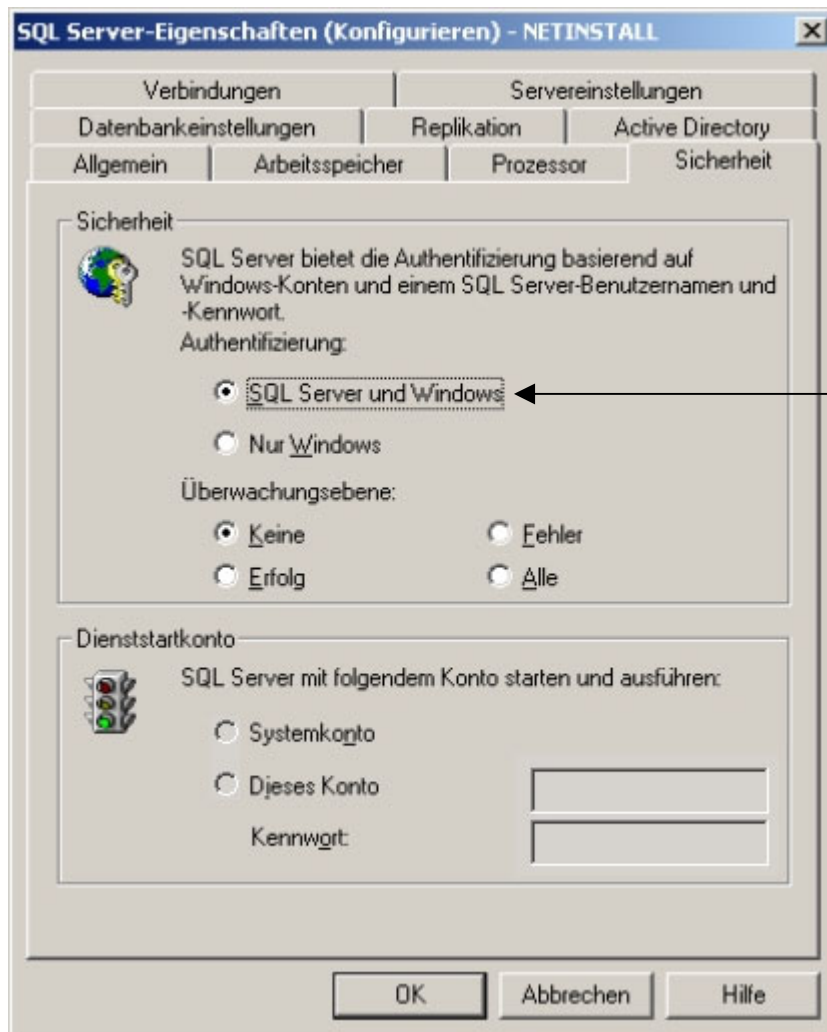 SQL Server-Eigenschaften (Konfigurieren) - NETINSTALL
Verbindungen
Servereinstellungen
Datenbankeinstellungen
Replikation
Active Directory
Allgemein
Arbeitsspeicher
Prozessor
Sicherheit
Sicherheit
SQL Server bietet die Authentifizierung basierend auf
Windows-Konten und einem SQL Server-Benutzernamen und
-Kennwort.
Authentifizierung:
SQL Server und Windows
Nur Windows
Überwachungsebene:
Keine
Fehler
Erfolg
Alle
Dienststartkonto
SQL Server mit folgendem Konto starten und ausführen:
Systemkonto
Dieses Konto
Kennwort:
OK
Abbrechen
Hilfe